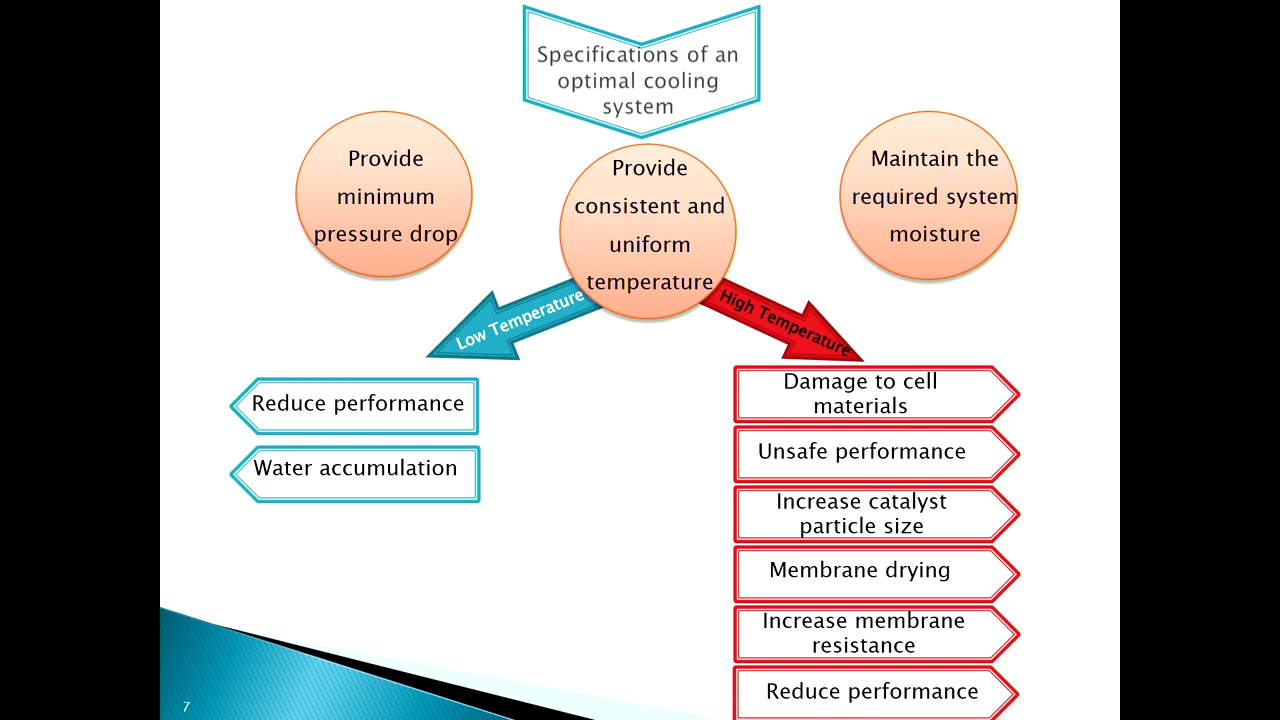 Specifications of an
optimal cooling
system
Provide
minimum
pressure drop
Provide
consistent and
uniform
temperature
Maintain the
required system
moisture
Low Temperature
High Temperature
Reduce performance
Water accumulation
Damage to cell
materials
Unsafe performance
Increase catalyst
particle size
Membrane drying
Increase membrane
resistance
Reduce performance
7